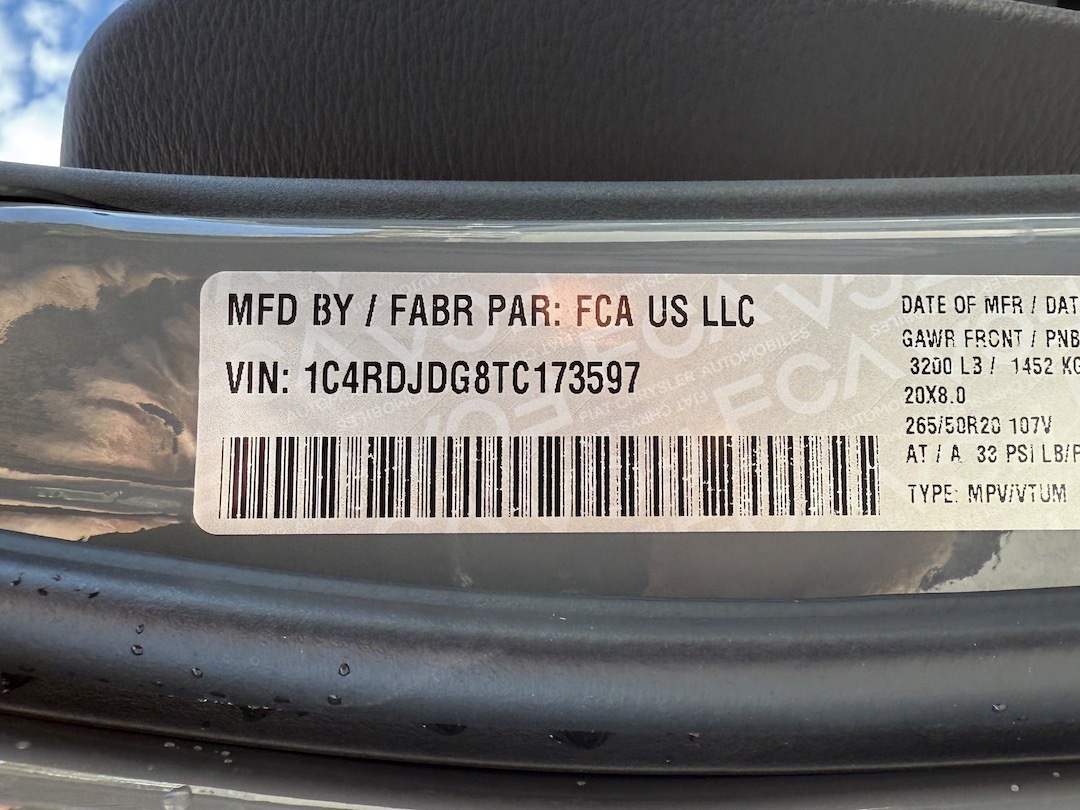 MFD BY / FABR PAR: FCA US LLC
VIN: 1C4RDJDG8TC173597
DATE OF MFR / DAT
GAWR FRONT / PNB
3200 LB / 1452 KG
20X8.0
265/50R20 107V
AT / A 33 PSI LB/P
TYPE: MPV/VTUM